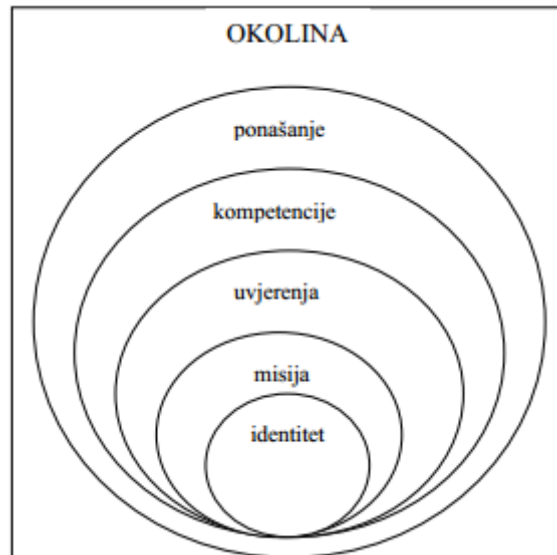 OKOLINA
ponašanje
kompetencije
uvjerenja
misija
identitet